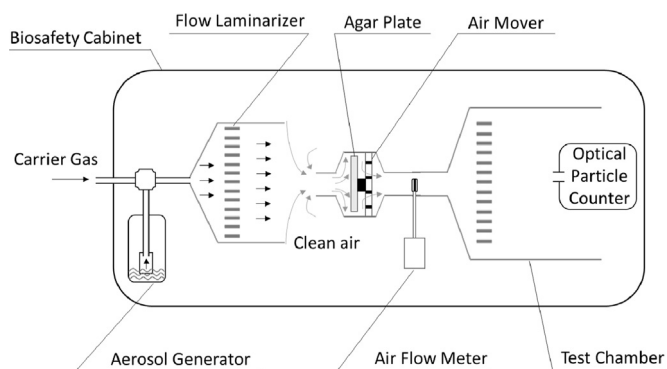 Flow Laminarizer
Agar Plate
Air Mover
Biosafety Cabinet
Carrier Gas
Optical
Particle
Counter
Clean air
Aerosol Generator
Air Flow Meter
Test Chamber